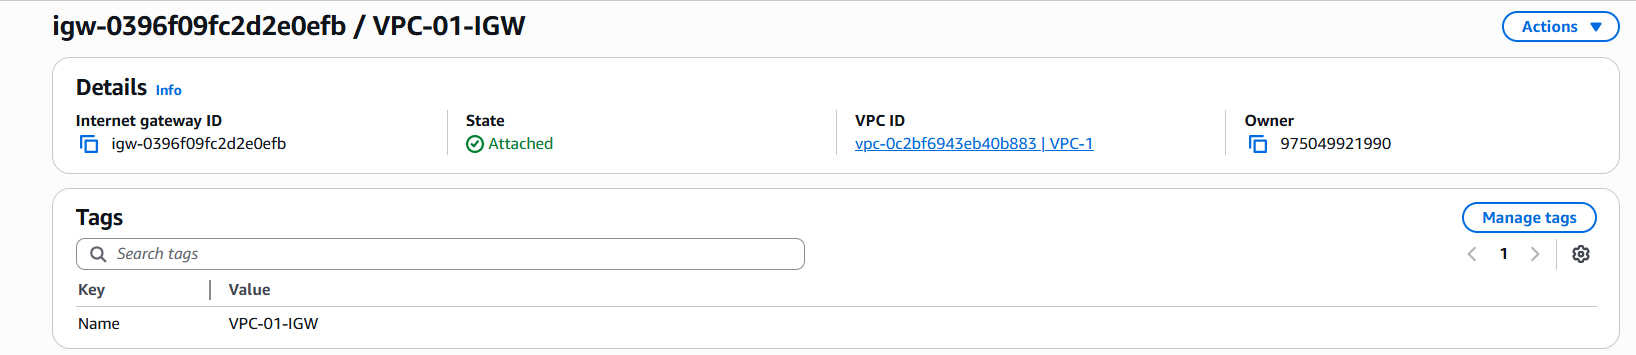 igw-0396f09fc2d2e0efb / VPC-01-IGW
Actions
Details Info
Internet gateway ID
igw-0396f09fc2d2e0efb
State
Attached
VPC ID
vpc-0c2bf6943eb40b883 | VPC-1
Owner
975049921990
Tags
Manage tags
Search tags
1
Key Value
Name VPC-01-IGW